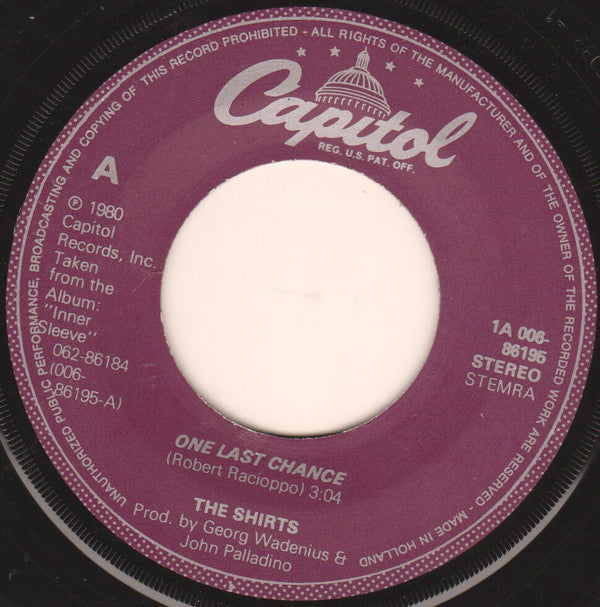 UNAUTHORIZED PUBLIC PERFORMANCE, BROADCASTING AND COPYING OF THIS RECORD PROHIBITED - ALL RIGHTS OF THE MANUFACTURER AND OF THE OWNER OF THE RECORDED WORK ARE RESERVED - MADE IN HOLLAND
Capitol
REG. U.S. PAT. OFF.
A
℗ 1980
Capitol
Records, Inc.
Taken
from the
Album:
"Inner
Sleeve"
062-86184
(006-
86195-A)
1A 006-
86195
STEREO
STEMRA
ONE LAST CHANCE
(Robert Racioppo) 3:04
THE SHIRTS
Prod. by Georg Wadenius &
John Palladino